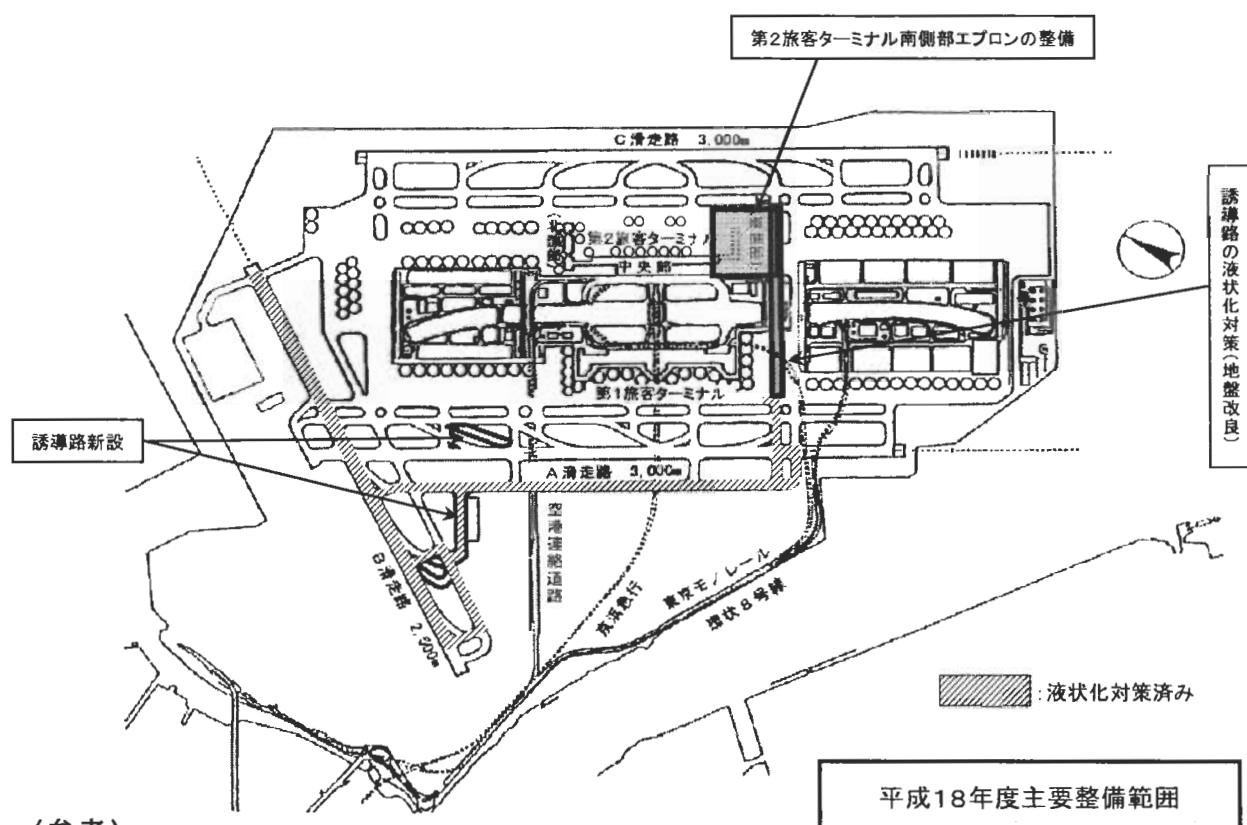 第2旅客ターミナル南側部エプロンの整備
C滑走路 3,000m
誘導路の液状化対策(地盤改良)
第2旅客ターミナル
中央部
第1旅客ターミナル
誘導路新設
A滑走路 3,000m
空港連絡道路
B滑走路 2,500m
京浜急行
東京モノレール
環状8号線
:液状化対策済み
平成18年度主要整備範囲